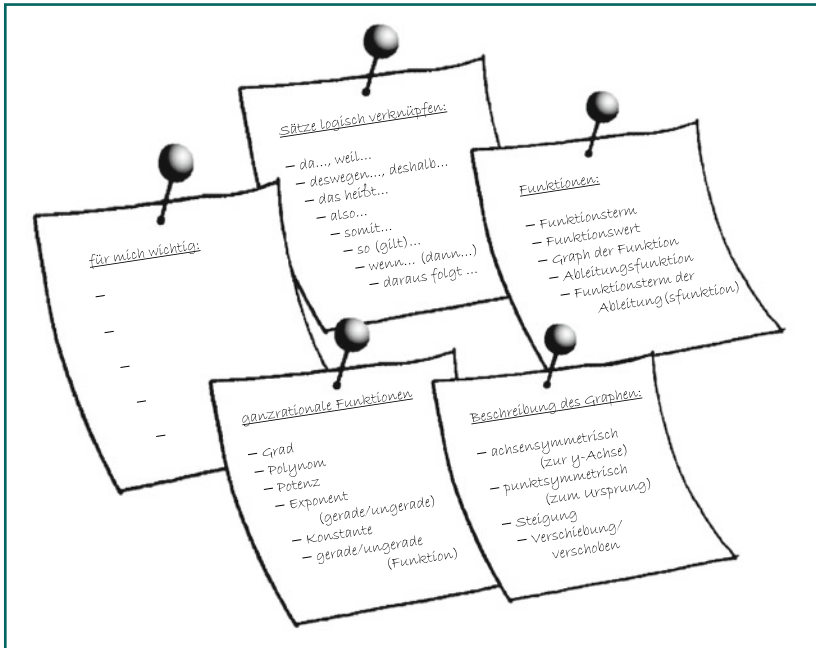 Sätze logisch verknüpfen:
– da..., weil...
– deswegen..., deshalb...
– das heißt...
– also...
– somit...
– so (gilt)...
– wenn... (dann...)
– daraus folgt ...
Funktionen:
– Funktionsterm
– Funktionswert
– Graph der Funktion
– Ableitungsfunktion
– Funktionsterm der
Ableitung(sfunktion)
für mich wichtig:
–
–
–
–
–
ganzrationale Funktionen
– Grad
– Polynom
– Potenz
– Exponent
(gerade/ungerade)
– Konstante
– gerade/ungerade
(Funktion)
Beschreibung des Graphen:
– achsensymmetrisch
(zur y-Achse)
– punktsymmetrisch
(zum Ursprung)
– Steigung
– Verschiebung/
verschoben